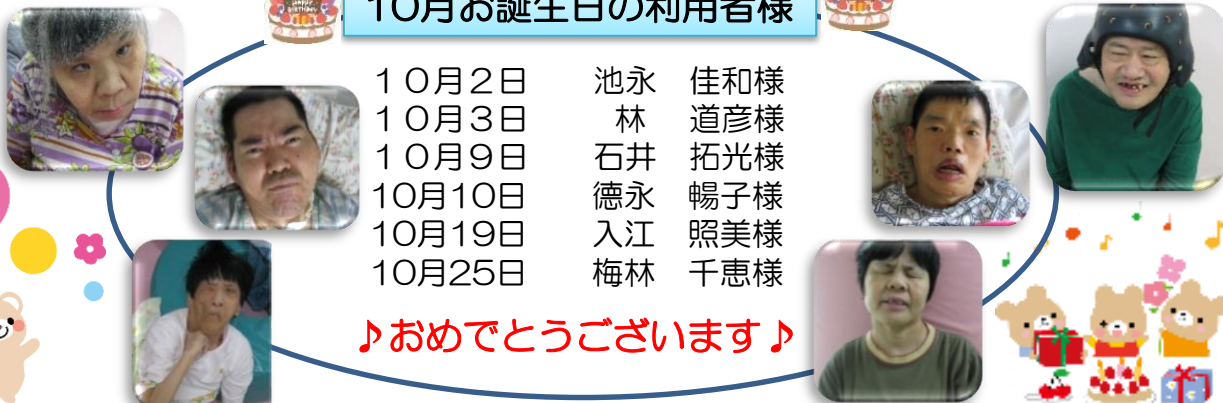 10月お誕生日の利用者様
１０月２日　　池永　佳和様
１０月３日　　林　道彦様
１０月９日　　石井　拓光様
10月10日　　德永　暢子様
10月19日　　入江　照美様
10月25日　　梅林　千恵様
♪おめでとうございます♪